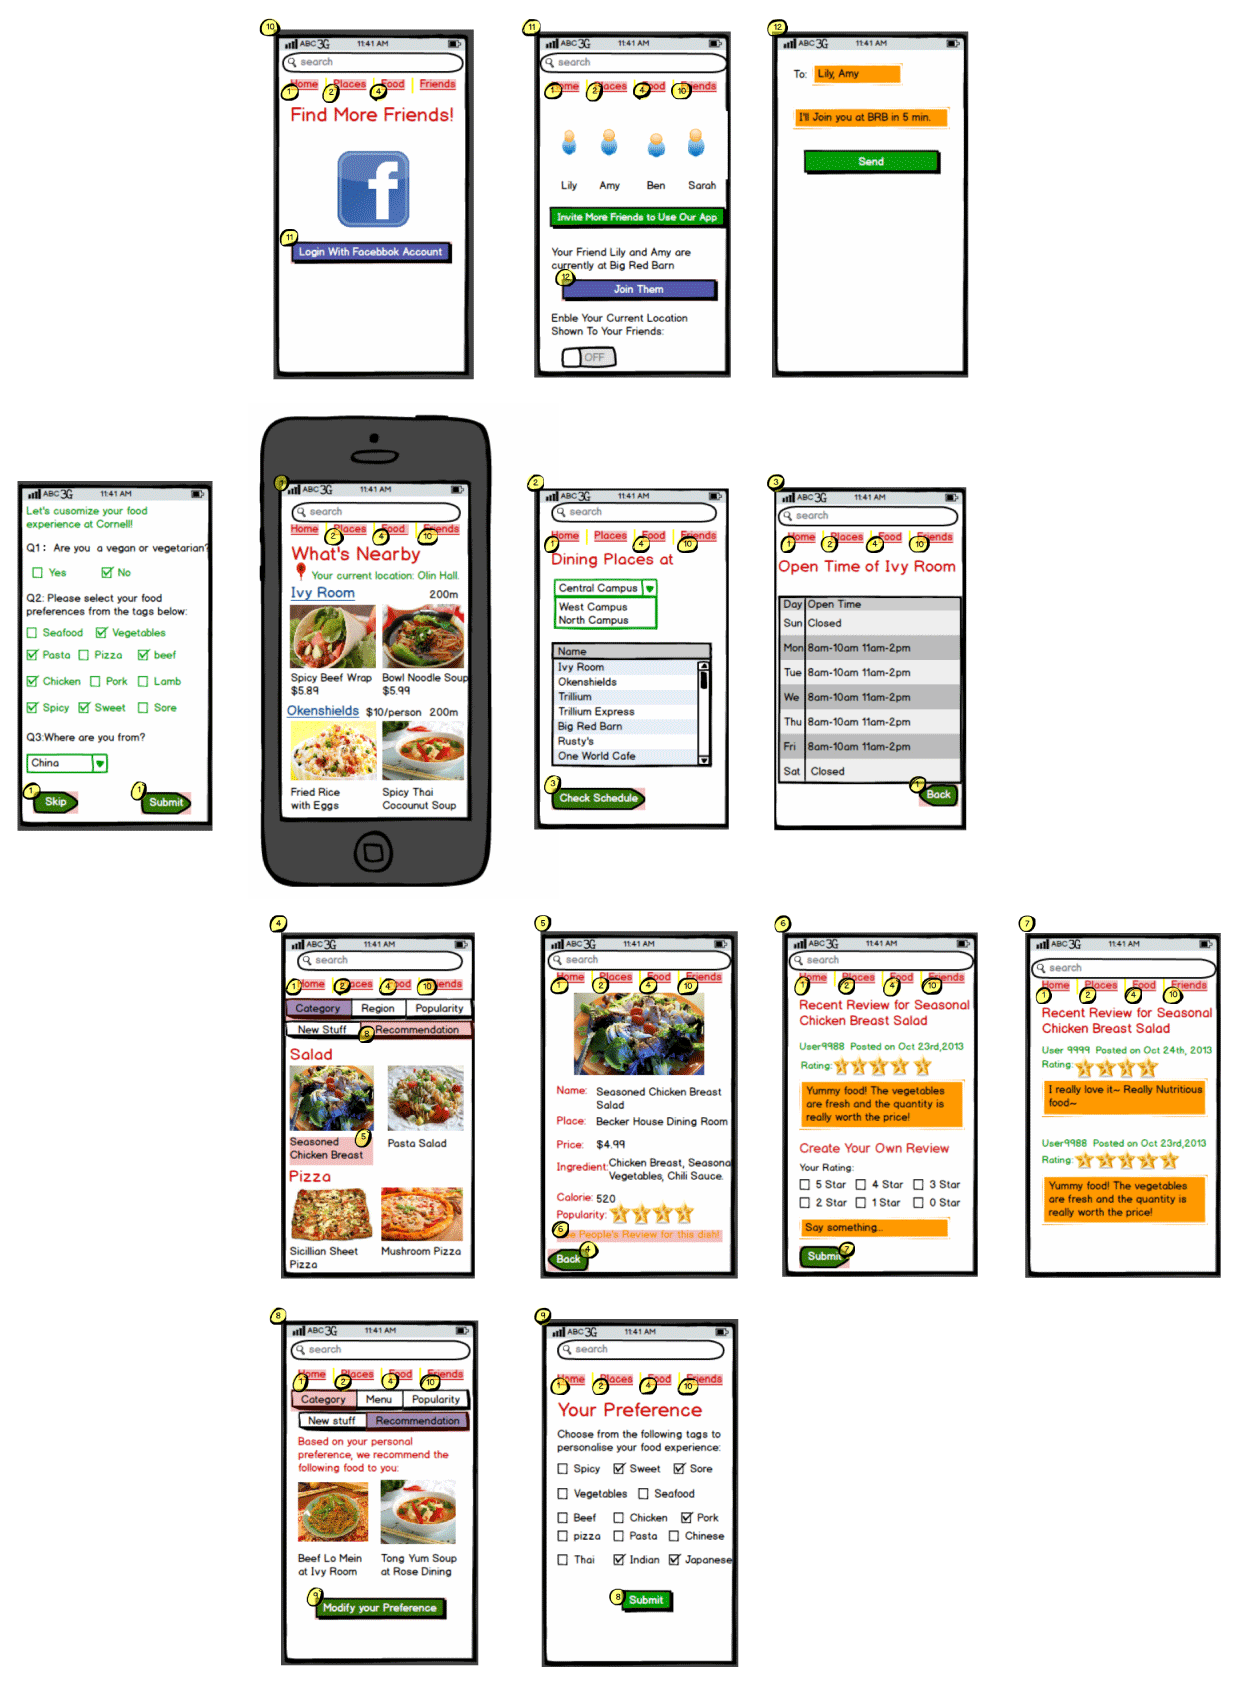 10
ABC 3G 11:41 AM
search
Home Places Food Friends
1 2 4
Find More Friends!
f
11
Login With Facebbok Account
11
ABC 3G 11:41 AM
search
Home Places Food Friends
1 2 4 10
Lily Amy Ben Sarah
Invite More Friends to Use Our App
Your Friend Lily and Amy are
currently at Big Red Barn
12
Join Them
Enble Your Current Location
Shown To Your Friends:
OFF
12
ABC 3G 11:41 AM
To: Lily, Amy
I'll Join you at BRB in 5 min.
Send
ABC 3G 11:41 AM
Let's cusomize your food
experience at Cornell!
Q1: Are you a vegan or vegetarian?
Yes No
Q2: Please select your food
preferences from the tags below:
Seafood Vegetables
Pasta Pizza beef
Chicken Pork Lamb
Spicy Sweet Sore
Q3:Where are you from?
China
1 1
Skip Submit
1
ABC 3G 11:41 AM
search
Home Places Food Friends
2 4 10
What's Nearby
Your current location: Olin Hall.
Ivy Room 200m
Spicy Beef Wrap Bowl Noodle Soup
$5.89 $5.99
Okenshields $10/person 200m
Fried Rice Spicy Thai
with Eggs Coconut Soup
2
ABC 3G 11:41 AM
search
Home Places Food Friends
1 4 10
Dining Places at
Central Campus
West Campus
North Campus
Name
Ivy Room
Okenshields
Trillium
Trillium Express
Big Red Barn
Rusty's
One World Cafe
3
Check Schedule
3
ABC 3G 11:41 AM
search
Home Places Food Friends
1 2 4 10
Open Time of Ivy Room
Day Open Time
Sun Closed
Mon 8am-10am 11am-2pm
Tue 8am-10am 11am-2pm
We 8am-10am 11am-2pm
Thu 8am-10am 11am-2pm
Fri 8am-10am 11am-2pm
Sat Closed
1
Back
4
ABC 3G 11:41 AM
search
Home Places Food Friends
1 2 4 10
Category Region Popularity
New Stuff 8 Recommendation
Salad
Seasoned 5 Pasta Salad
Chicken Breast
Pizza
Sicillian Sheet Mushroom Pizza
Pizza
5
ABC 3G 11:41 AM
search
Home Places Food Friends
1 2 4 10
Name: Seasoned Chicken Breast
Salad
Place: Becker House Dining Room
Price: $4.99
Ingredient: Chicken Breast, Seasona
Vegetables, Chili Sauce.
Calorie: 520
Popularity:
6 People's Review for this dish!
Back 4
6
ABC 3G 11:41 AM
search
Home Places Food Friends
1 2 4 10
Recent Review for Seasonal
Chicken Breast Salad
User9988 Posted on Oct 23rd,2013
Rating:
Yummy food! The vegetables
are fresh and the quantity is
really worth the price!
Create Your Own Review
Your Rating:
5 Star 4 Star 3 Star
2 Star 1 Star 0 Star
Say something...
Submit 7
7
ABC 3G 11:41 AM
search
Home Places Food Friends
1 2 4 10
Recent Review for Seasonal
Chicken Breast Salad
User 9999 Posted on Oct 24th, 2013
Rating:
I really love it~ Really Nutritious
food~
User9988 Posted on Oct 23rd,2013
Rating:
Yummy food! The vegetables
are fresh and the quantity is
really worth the price!
8
ABC 3G 11:41 AM
search
Home Places Food Friends
1 2 4 10
Category Menu Popularity
New stuff Recommendation
Based on your personal
preference, we recommend the
following food to you:
Beef Lo Mein Tong Yum Soup
at Ivy Room at Rose Dining
9
Modify your Preference
9
ABC 3G 11:41 AM
search
Home Places Food Friends
1 2 4 10
Your Preference
Choose from the following tags to
personalise your food experience:
Spicy Sweet Sore
Vegetables Seafood
Beef Chicken Pork
pizza Pasta Chinese
Thai Indian Japanese
8 Submit